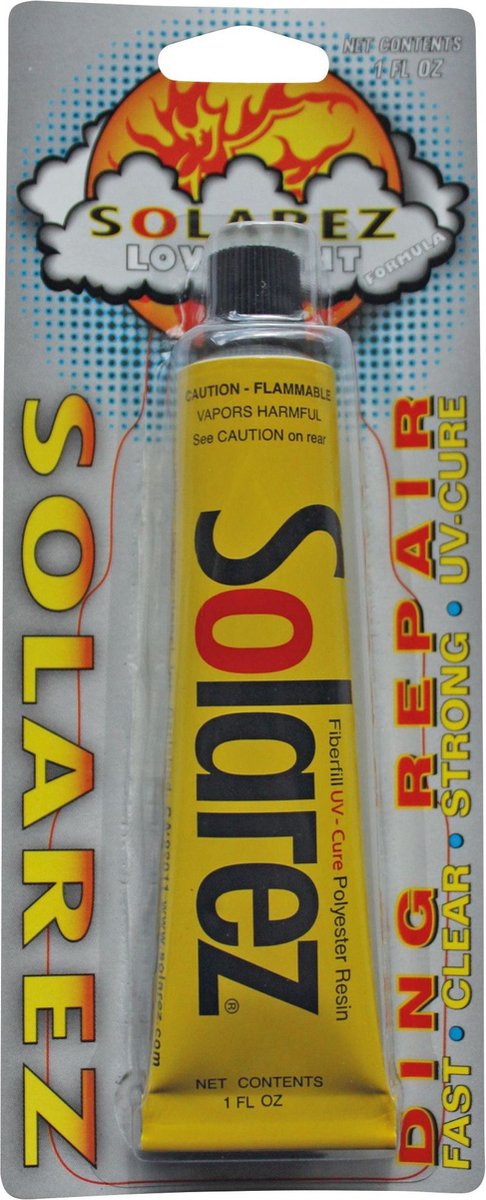 NET CONTENTS
1 FL OZ
SOLAREZ
FORMULA
CAUTION - FLAMMABLE
VAPORS HARMFUL
See CAUTION on rear
SOLAREZ
Solarez®
Fiberfill UV - Cure Polyester Resin
www.solarez.com
DING REPAIR
FAST • CLEAR • STRONG • UV-CURE
NET CONTENTS
1 FL OZ